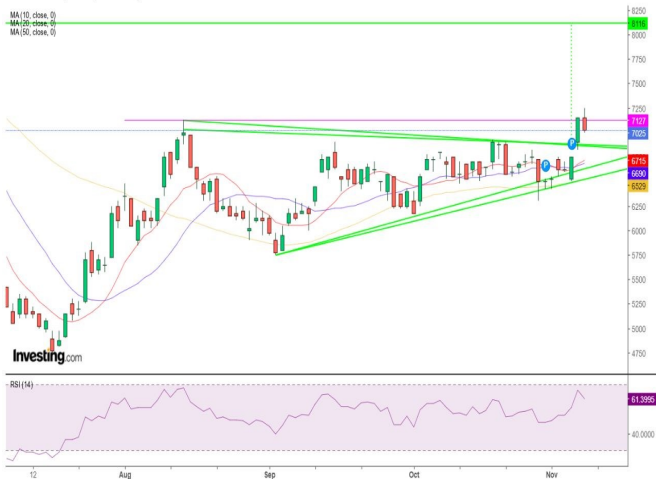 MA (10, close, 0)
MA (20, close, 0)
MA (50, close, 0)
8250
8116
8000
7750
7500
7250
7127
7025
6715
6690
6529
6250
6000
5750
5500
5250
5000
4750
P
P
Investing.com
RSI (14)
61.3995
40.0000
12
Aug
Sep
Oct
Nov